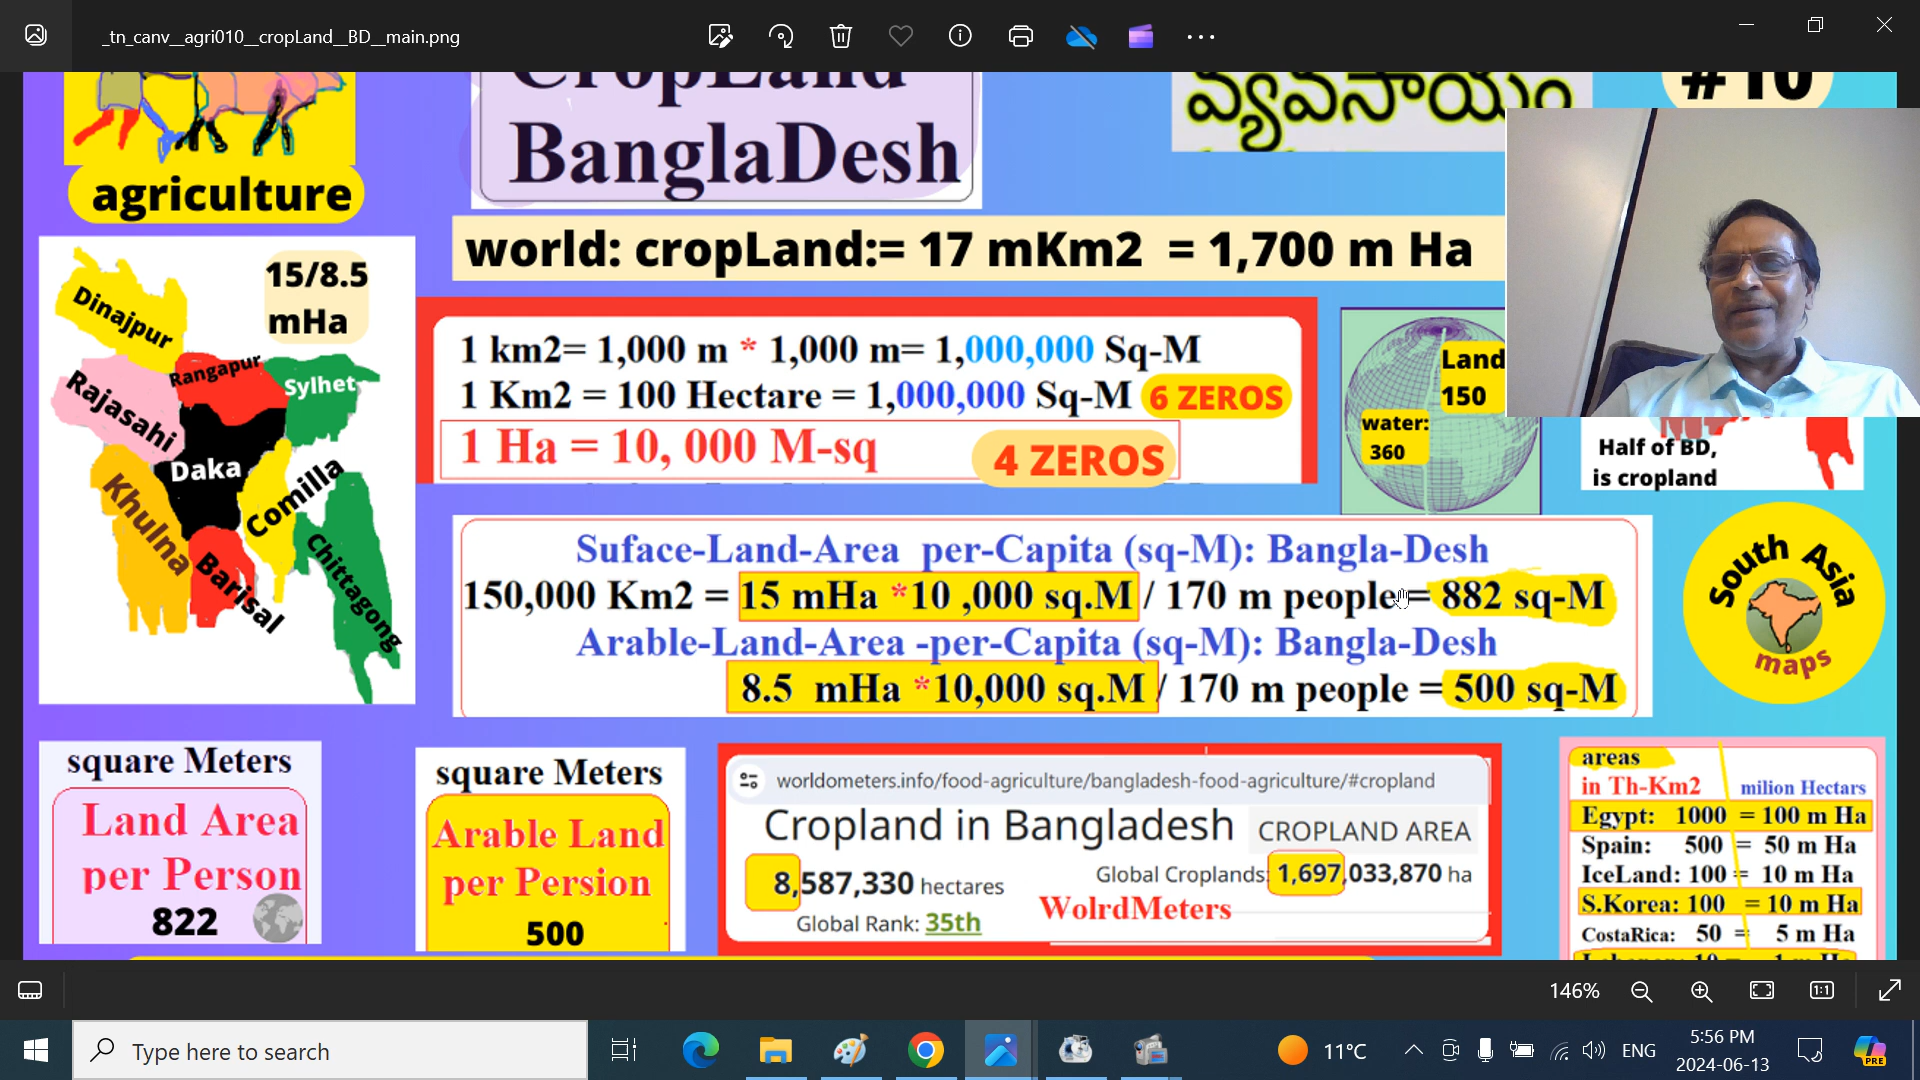 _tn_canv__agri010__cropLand__BD__main.png
CropLand
BanglaDesh
వ్యవసాయం
#10
agriculture
world: cropLand:= 17 mKm2 = 1,700 m Ha
15/8.5
mHa
Dinajpur
Rangapur
Sylhet
Rajasahi
Daka
Comilla
Khulna
Barisal
Chittagong
1 km2= 1,000 m * 1,000 m= 1,000,000 Sq-M
1 Km2 = 100 Hectare = 1,000,000 Sq-M 6 ZEROS
1 Ha = 10, 000 M-sq 4 ZEROS
Land
150
water:
360
Half of BD,
is cropland
Suface-Land-Area per-Capita (sq-M): Bangla-Desh
150,000 Km2 = 15 mHa *10 ,000 sq.M / 170 m people = 882 sq-M
Arable-Land-Area -per-Capita (sq-M): Bangla-Desh
8.5 mHa *10,000 sq.M / 170 m people = 500 sq-M
South Asia
maps
square Meters
Land Area
per Person
822
square Meters
Arable Land
per Persion
500
worldometers.info/food-agriculture/bangladesh-food-agriculture/#cropland
Cropland in Bangladesh CROPLAND AREA
8,587,330 hectares
Global Croplands: 1,697,033,870 ha
WolrdMeters
Global Rank: 35th
areas
in Th-Km2 milion Hectars
Egypt: 1000 = 100 m Ha
Spain: 500 = 50 m Ha
IceLand: 100 = 10 m Ha
S.Korea: 100 = 10 m Ha
CostaRica: 50 = 5 m Ha
146%
1:1
Type here to search
11°C
ENG
5:56 PM
2024-06-13
PRE